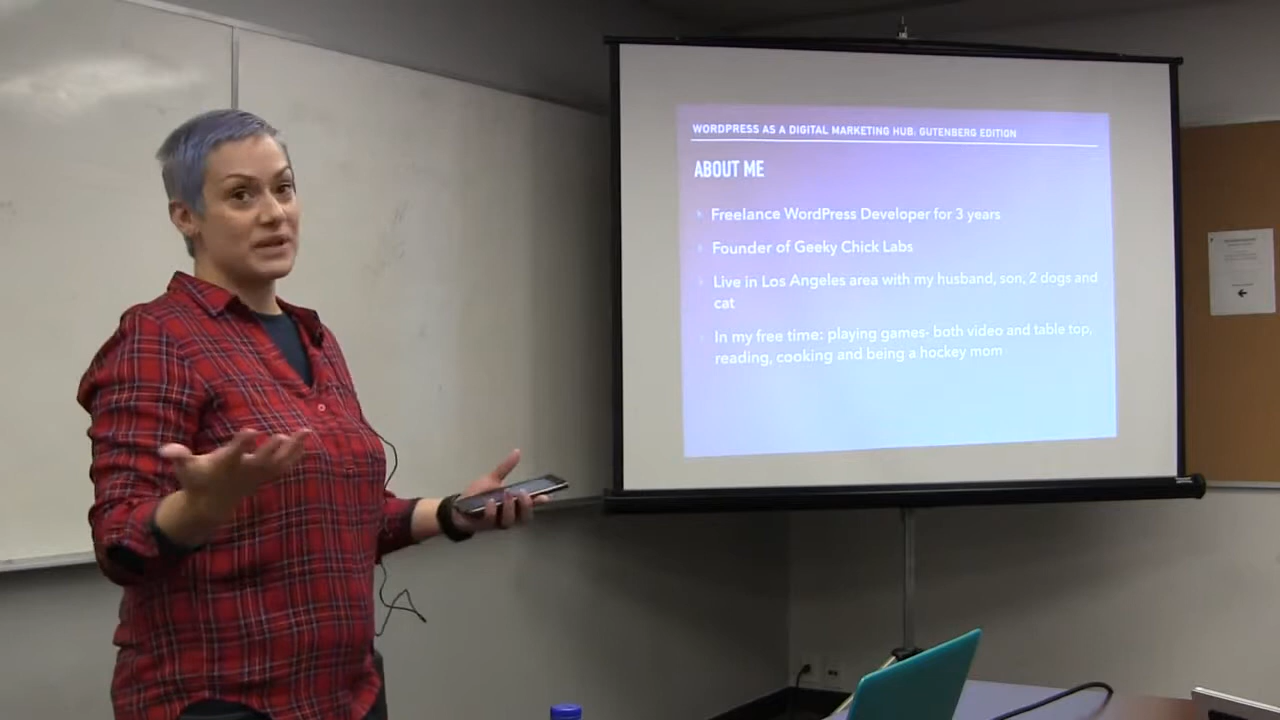 WORDPRESS AS A DIGITAL MARKETING HUB: GUTENBERG EDITION
ABOUT ME
Freelance WordPress Developer for 3 years
Founder of Geeky Chick Labs
Live in Los Angeles area with my husband, son, 2 dogs and
cat
In my free time: playing games- both video and table top,
reading, cooking and being a hockey mom